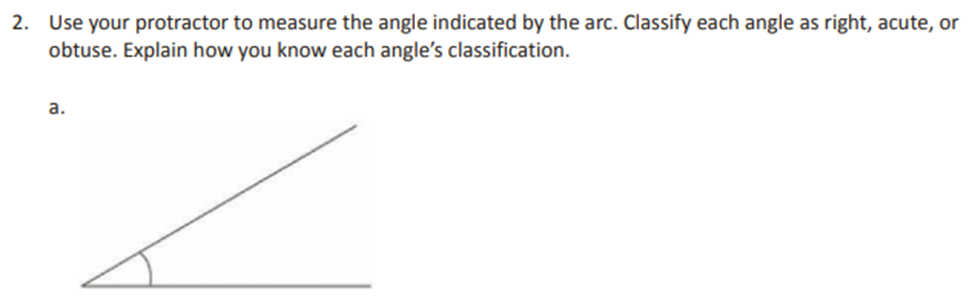 2. Use your protractor to measure the angle indicated by the arc. Classify each angle as right, acute, or
obtuse. Explain how you know each angle’s classification.
a.